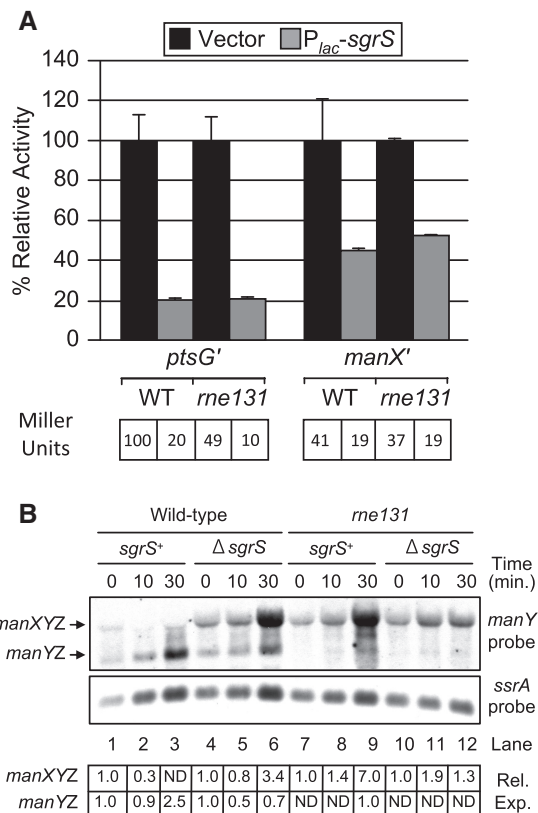 A
Vector Plac-sgrS
% Relative Activity
140
120
100
80
60
40
20
0
ptsG' manX'
WT rne131 WT rne131
Miller Units
100 20 49 10 41 19 37 19
B
Wild-type rne131
sgrS+ Δ sgrS sgrS+ Δ sgrS
Time
0 10 30 0 10 30 0 10 30 0 10 30 (min.)
manXYZ
manYZ
manY
probe
ssrA
probe
1 2 3 4 5 6 7 8 9 10 11 12 Lane
manXYZ 1.0 0.3 ND 1.0 0.8 3.4 1.0 1.4 7.0 1.0 1.9 1.3 Rel.
manYZ 1.0 0.9 2.5 1.0 0.5 0.7 ND ND 1.0 ND ND ND Exp.